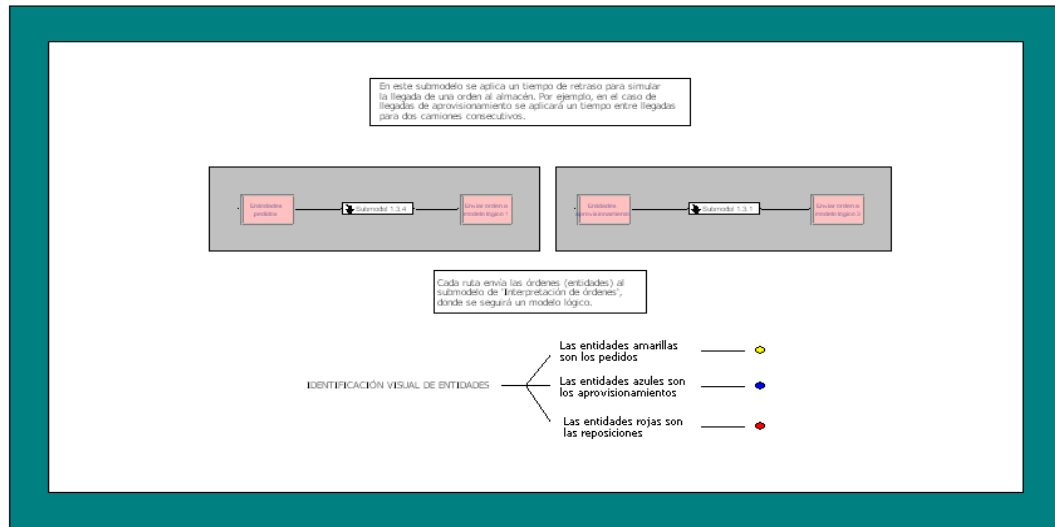 En este submodelo se aplica un tiempo de retraso para simular
la llegada de una orden al almacén. Por ejemplo, en el caso de
llegadas de aprovisionamiento se aplicará un tiempo entre llegadas
para dos camiones consecutivos.
Entidades
pedidos
Submodel 1.3.4
Enviar orden a
modelo lógico 1
Entidades
aprovisionamiento
Submodel 1.3.1
Enviar orden a
modelo lógico
Cada ruta envía las órdenes (entidades) al
submodelo de 'Interpretación de órdenes',
donde se seguirá un modelo lógico.
IDENTIFICACIÓN VISUAL DE ENTIDADES
Las entidades amarillas
son los pedidos
Las entidades azules son
los aprovisionamientos
Las entidades rojas son
las reposiciones